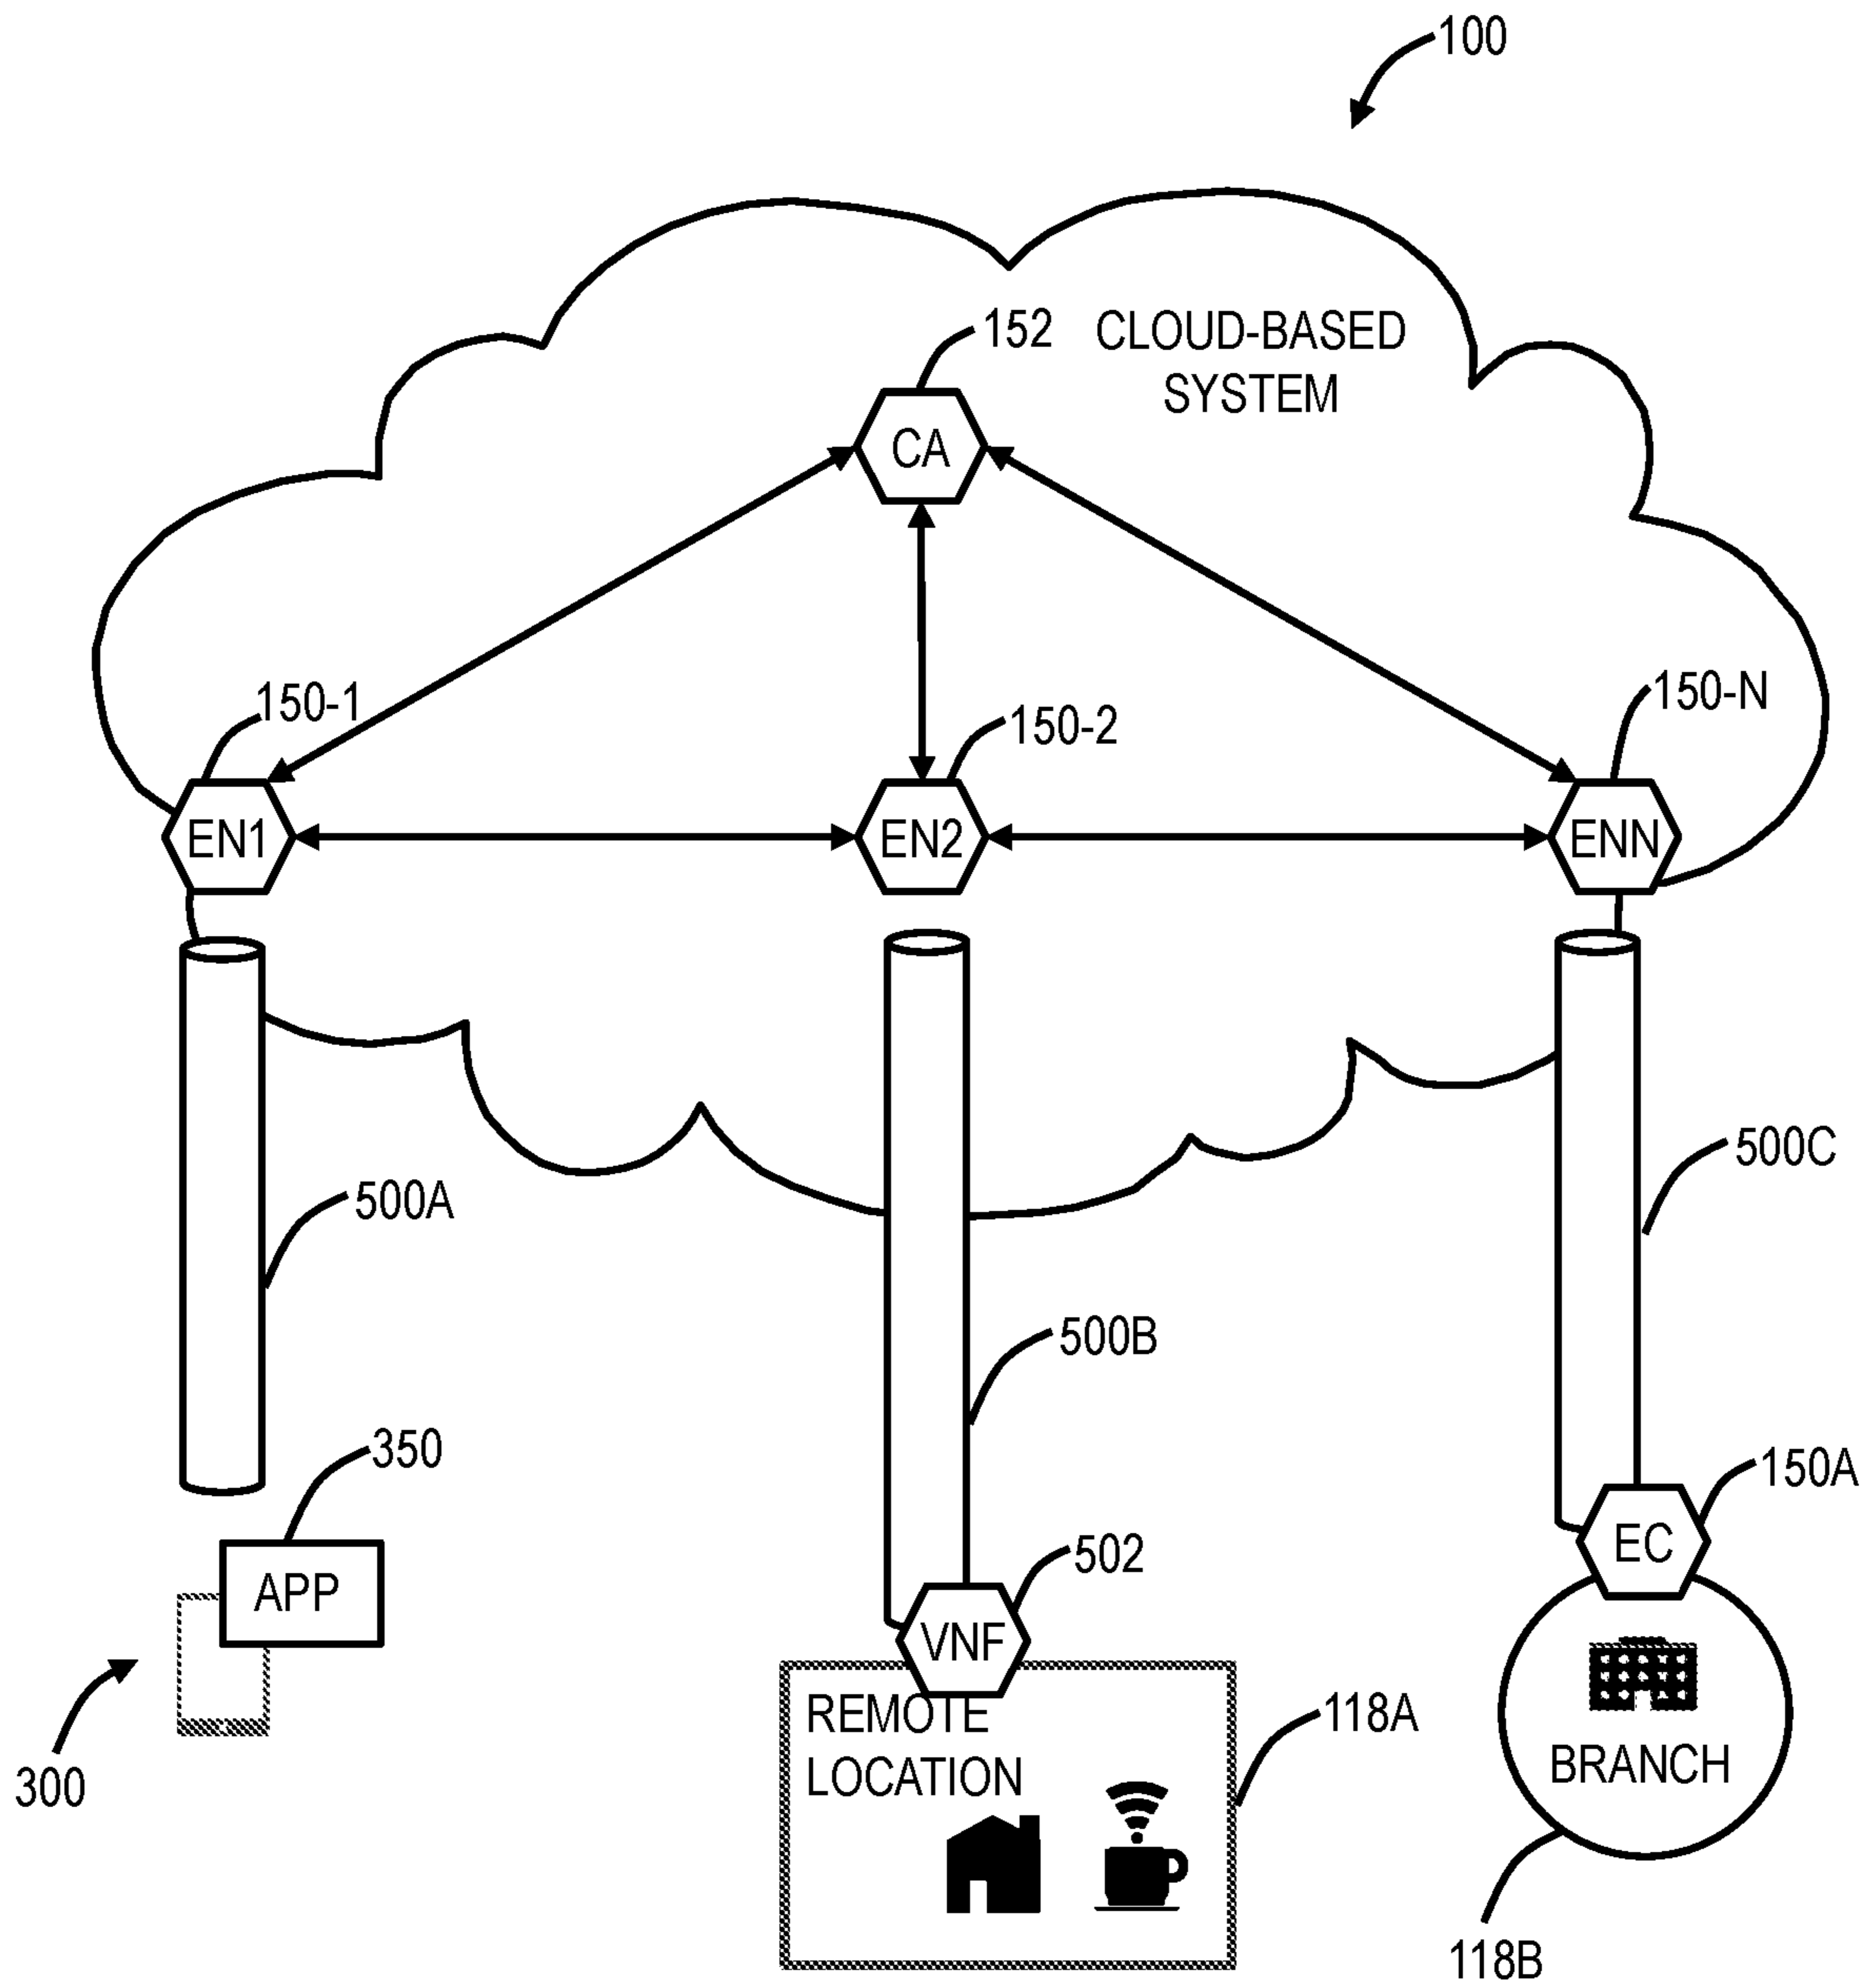 100
152 CLOUD-BASED
SYSTEM
CA
150-1
150-2
150-N
EN1
EN2
ENN
500A
500B
500C
350
150A
APP
502
EC
VNF
300
REMOTE
LOCATION
118A
BRANCH
118B